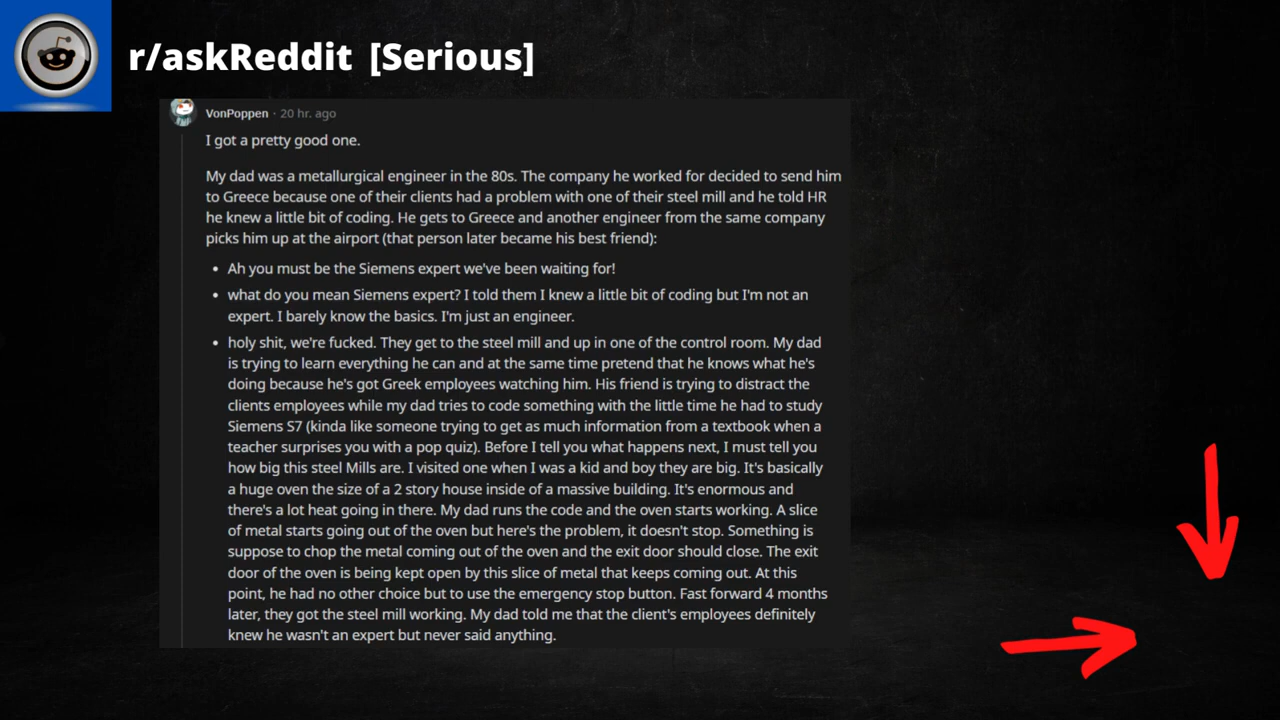 r/askReddit [Serious]
VonPoppen · 20 hr. ago
I got a pretty good one.
My dad was a metallurgical engineer in the 80s. The company he worked for decided to send him
to Greece because one of their clients had a problem with one of their steel mill and he told HR
he knew a little bit of coding. He gets to Greece and another engineer from the same company
picks him up at the airport (that person later became his best friend):
• Ah you must be the Siemens expert we've been waiting for!
• what do you mean Siemens expert? I told them I knew a little bit of coding but I'm not an
expert. I barely know the basics. I'm just an engineer.
• holy shit, we're fucked. They get to the steel mill and up in one of the control room. My dad
is trying to learn everything he can and at the same time pretend that he knows what he's
doing because he's got Greek employees watching him. His friend is trying to distract the
clients employees while my dad tries to code something with the little time he had to study
Siemens S7 (kinda like someone trying to get as much information from a textbook when a
teacher surprises you with a pop quiz). Before I tell you what happens next, I must tell you
how big this steel Mills are. I visited one when I was a kid and boy they are big. It's basically
a huge oven the size of a 2 story house inside of a massive building. It's enormous and
there's a lot heat going in there. My dad runs the code and the oven starts working. A slice
of metal starts going out of the oven but here's the problem, it doesn't stop. Something is
suppose to chop the metal coming out of the oven and the exit door should close. The exit
door of the oven is being kept open by this slice of metal that keeps coming out. At this
point, he had no other choice but to use the emergency stop button. Fast forward 4 months
later, they got the steel mill working. My dad told me that the client's employees definitely
knew he wasn't an expert but never said anything.